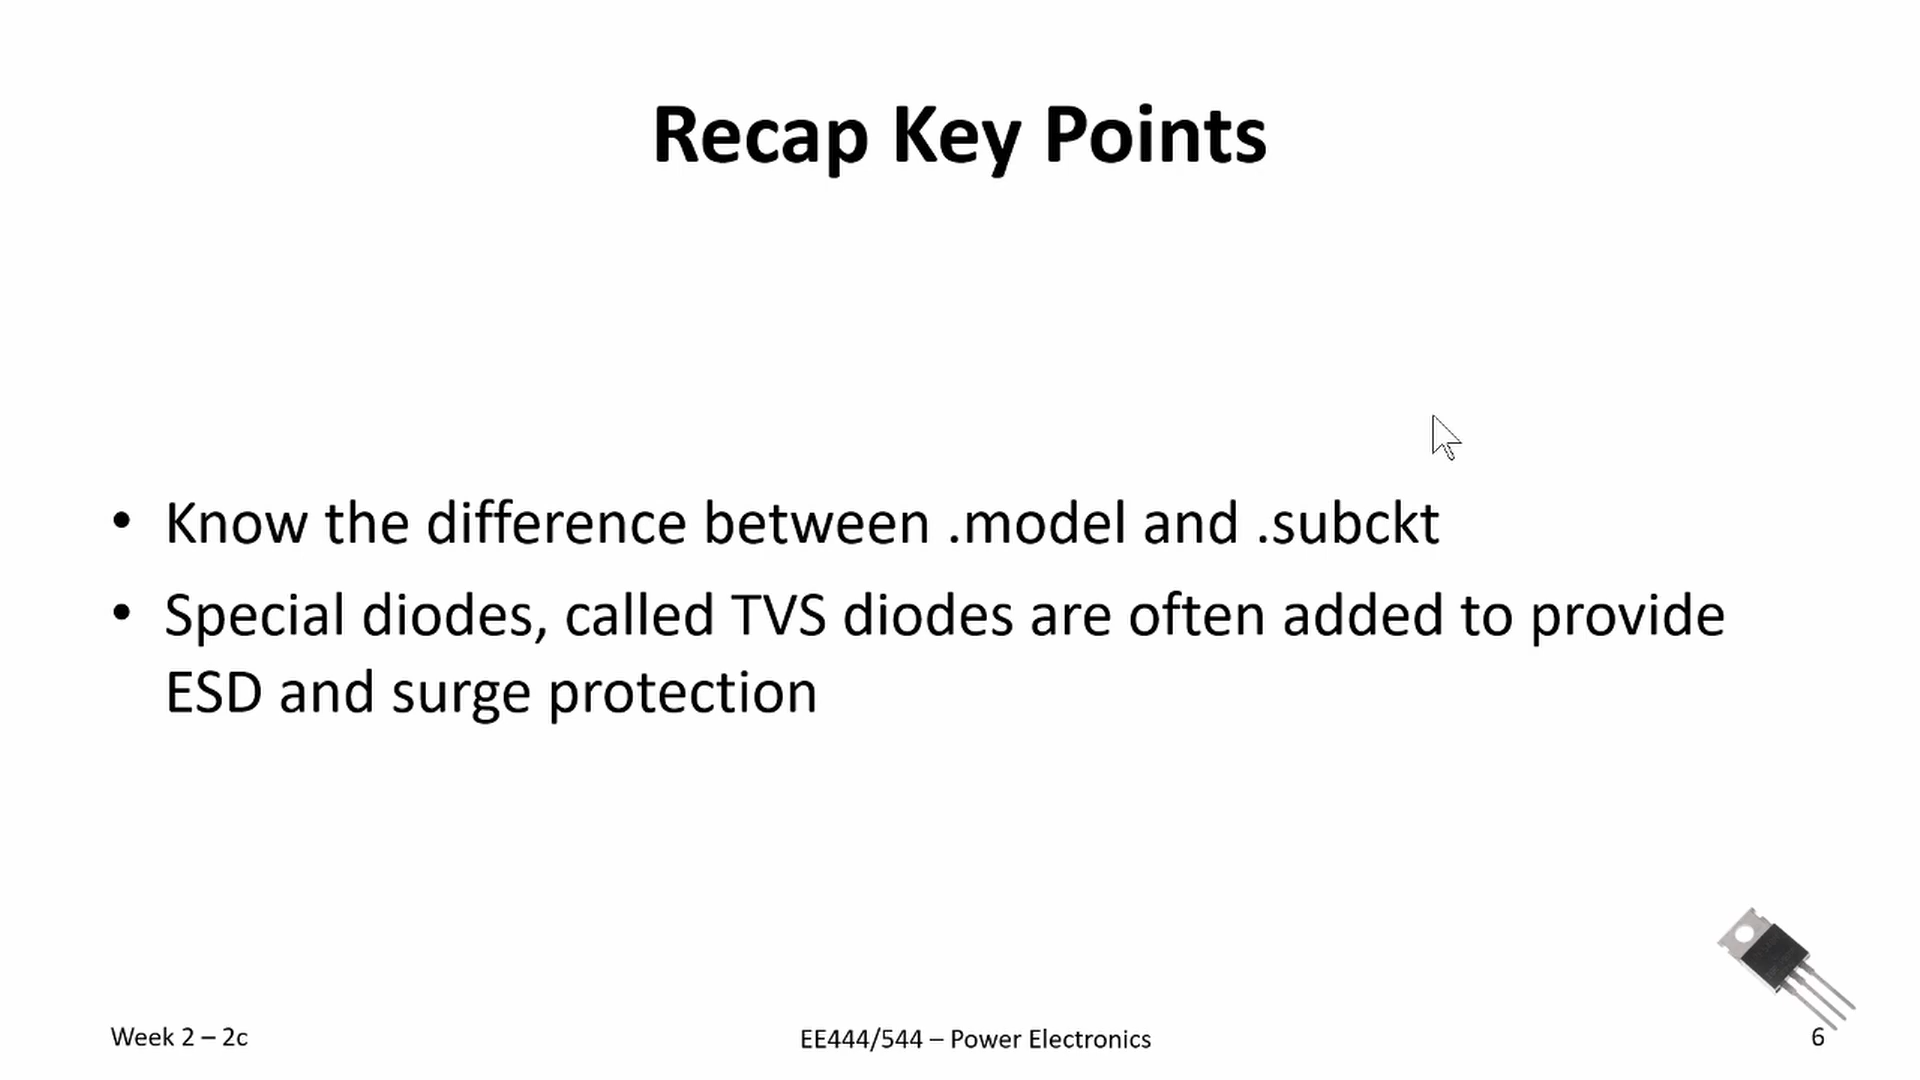 Recap Key Points
• Know the difference between .model and .subckt
• Special diodes, called TVS diodes are often added to provide
ESD and surge protection
Week 2 – 2c
EE444/544 – Power Electronics
6